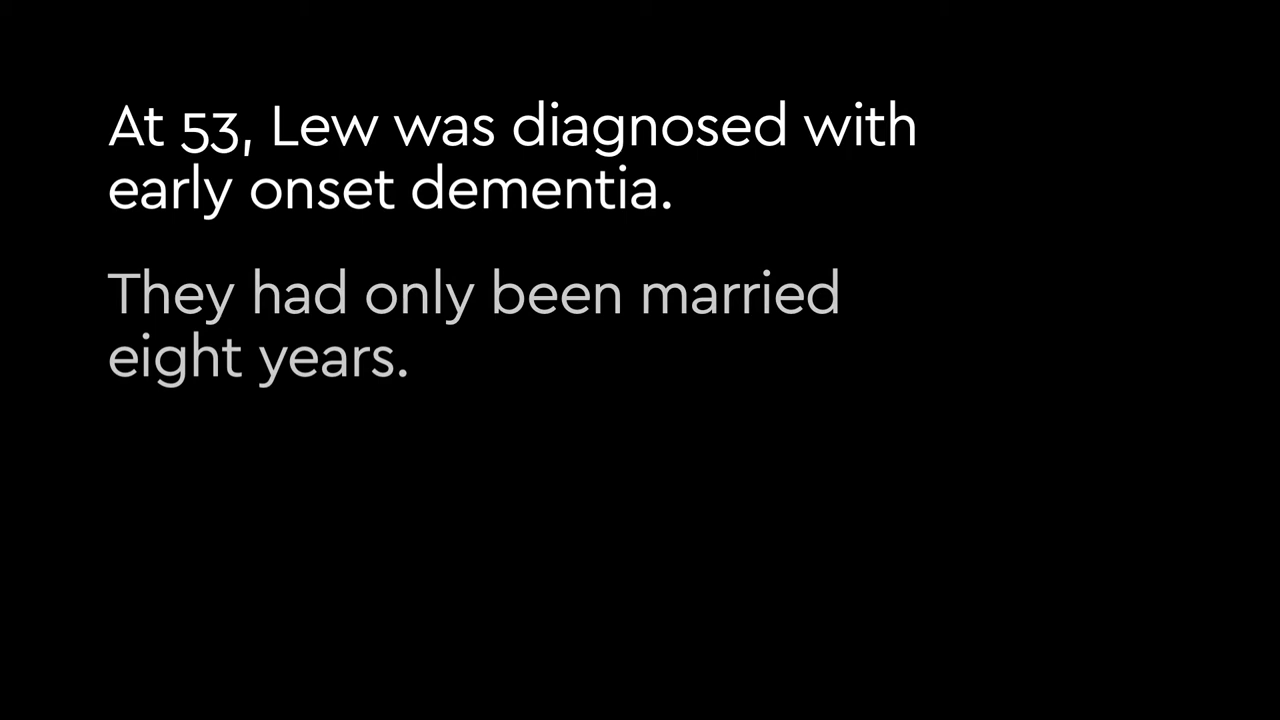 At 53, Lew was diagnosed with
early onset dementia.
They had only been married
eight years.